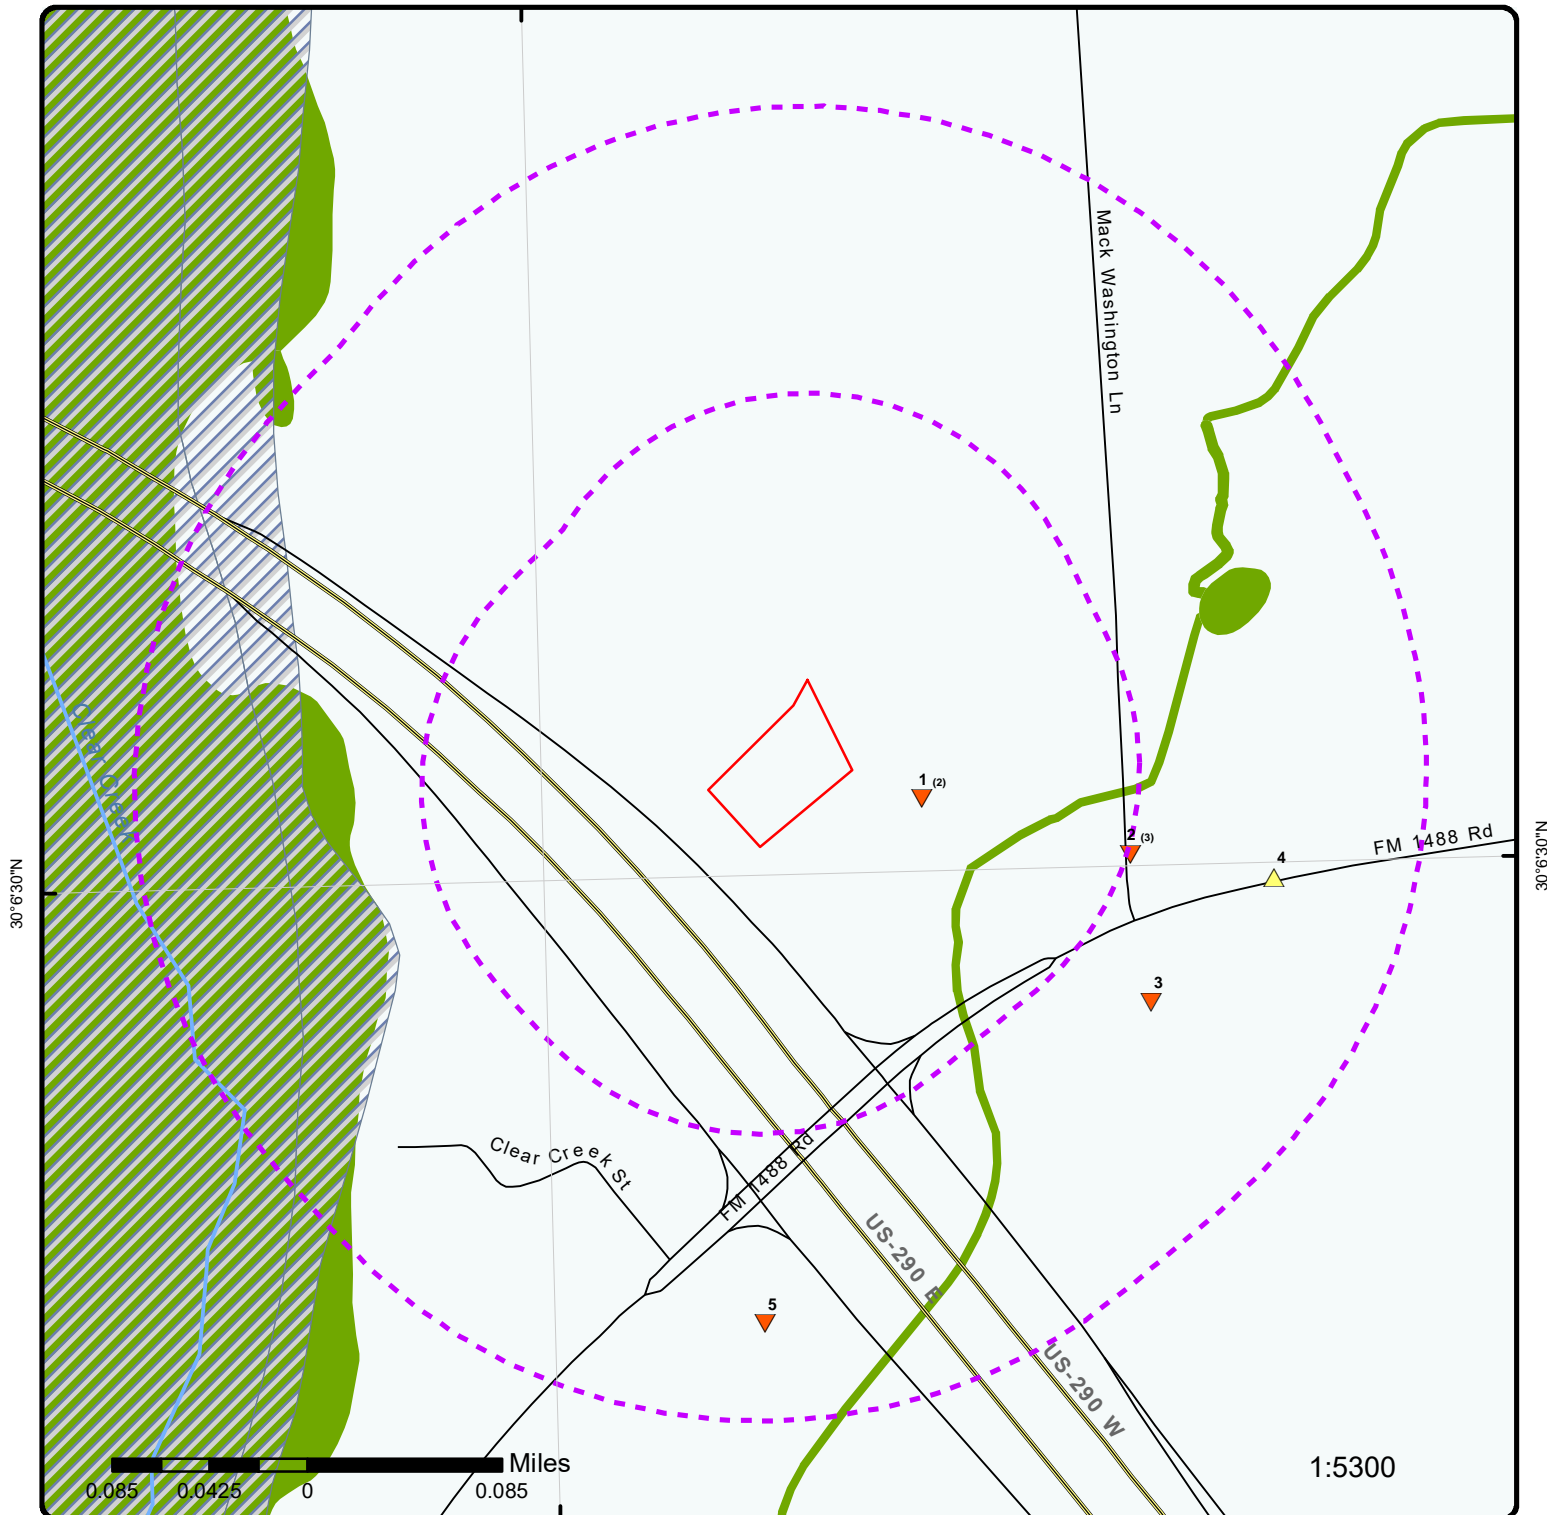 Mack Washington Ln
Clear Creek
1 (2)
2 (3)
FM 1488 Rd
4
30°6'30"N
30°6'30"N
3
Clear Creek St
FM 1488 Rd
US-290 E
5
US-290 W
Miles
0.085 0.0425 0 0.085
1:5300